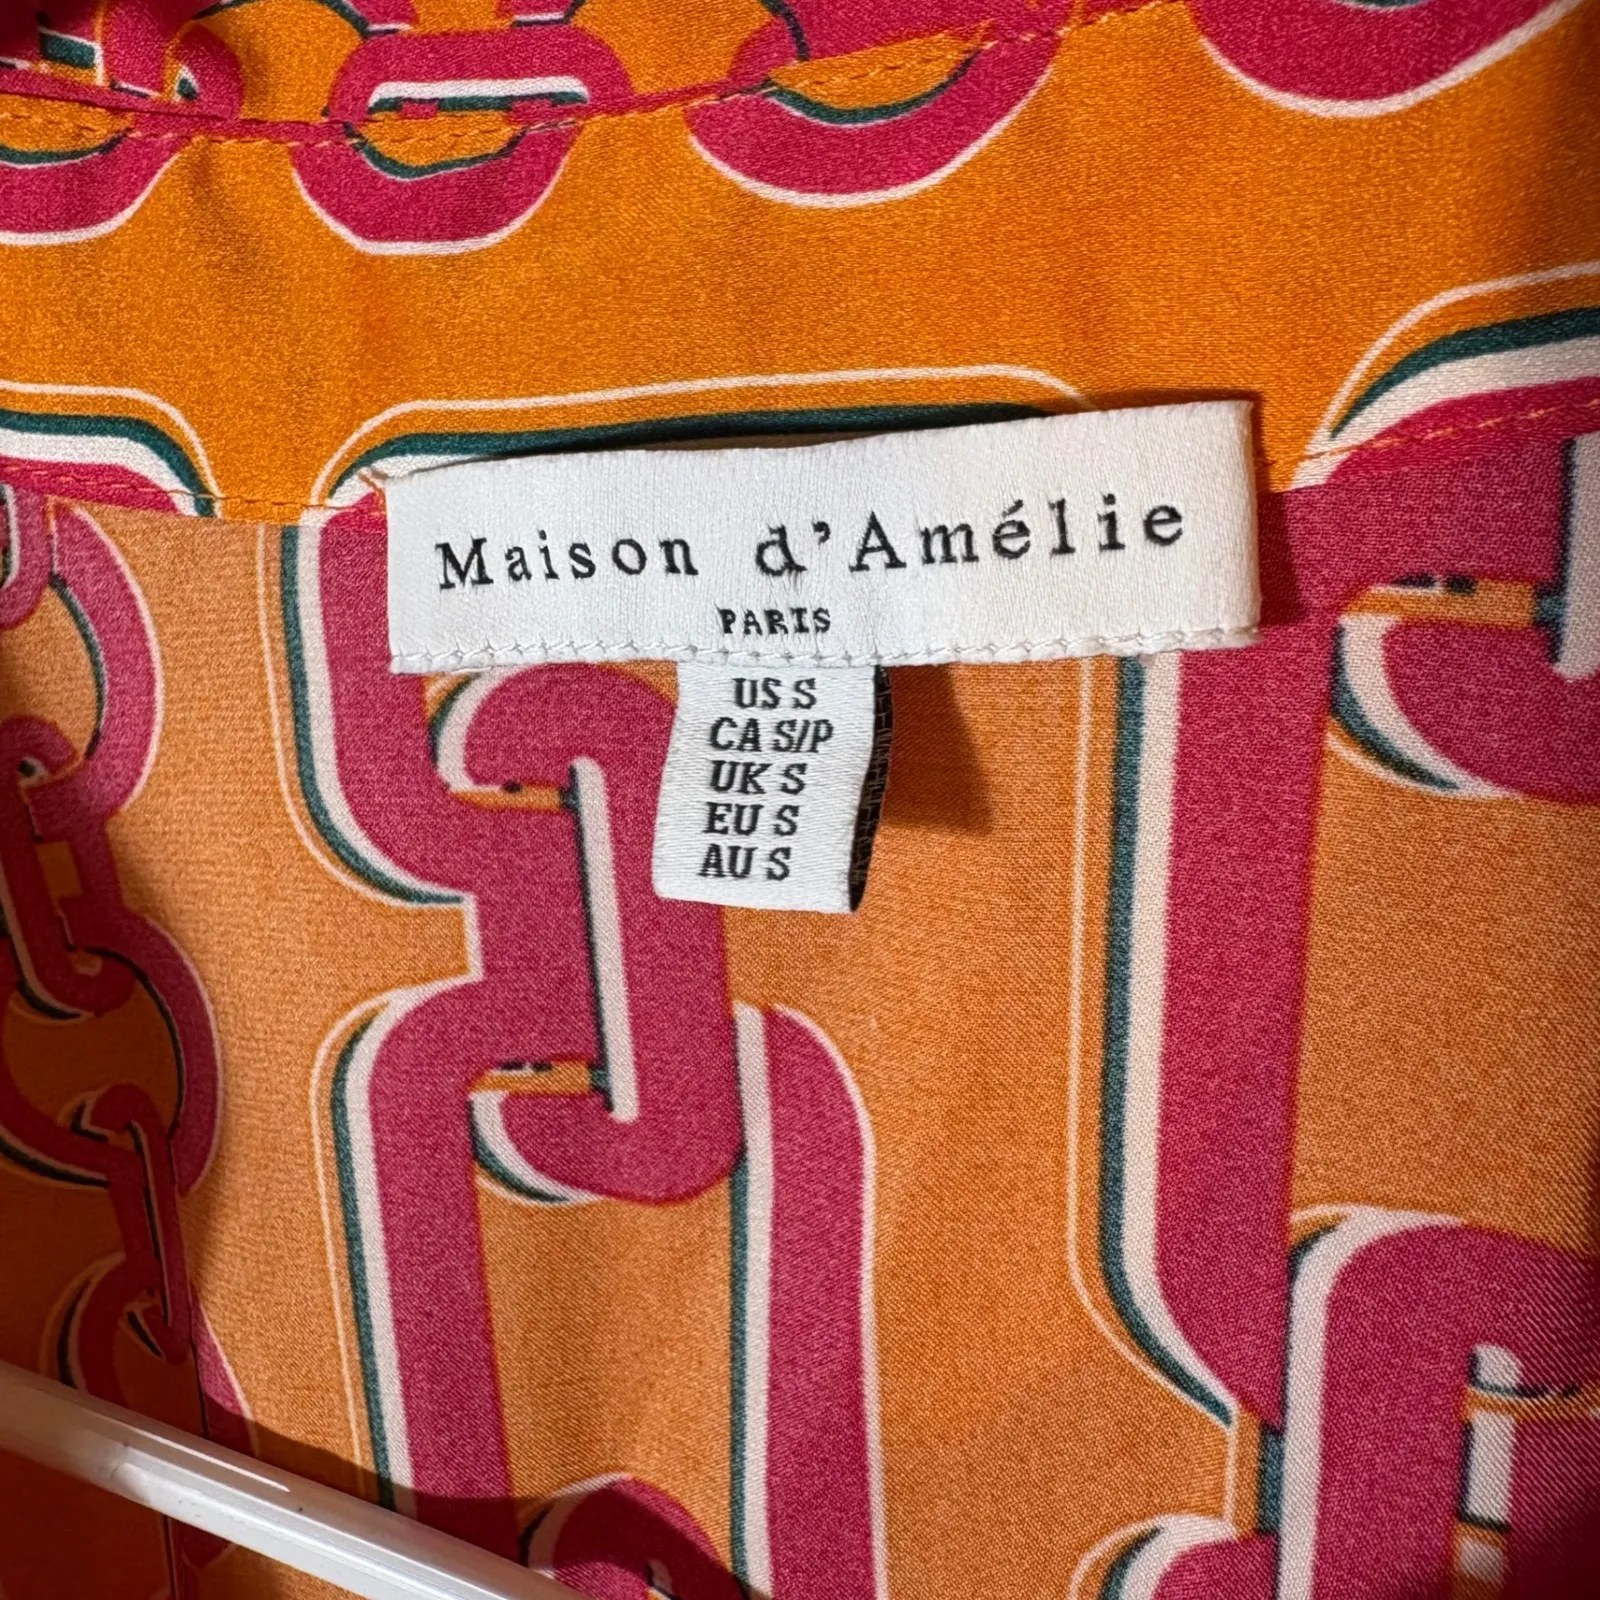 Maison d'Amélie
PARIS
US S
CA S/P
UK S
EU S
AU S